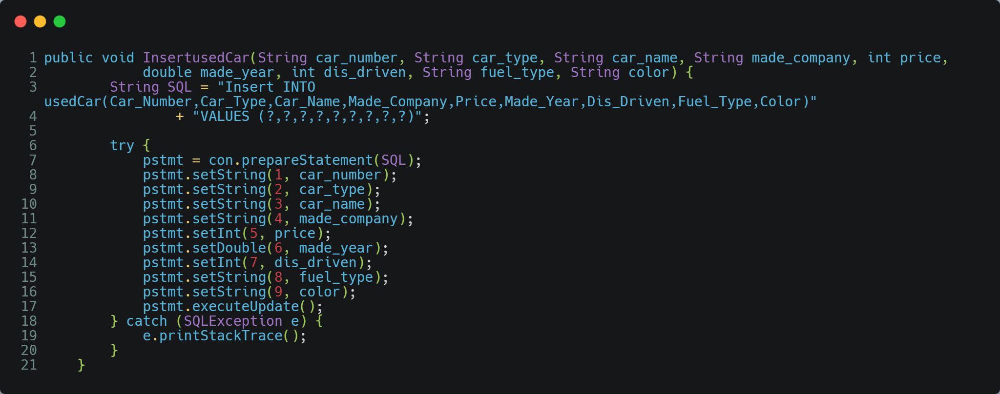 1 public void InsertusedCar(String car_number, String car_type, String car_name, String made_company, int price,
2             double made_year, int dis_driven, String fuel_type, String color) {
3         String SQL = "Insert INTO
usedCar(Car_Number,Car_Type,Car_Name,Made_Company,Price,Made_Year,Dis_Driven,Fuel_Type,Color)"
4                 + "VALUES (?,?,?,?,?,?,?,?,?)";
5
6         try {
7             pstmt = con.prepareStatement(SQL);
8             pstmt.setString(1, car_number);
9             pstmt.setString(2, car_type);
10             pstmt.setString(3, car_name);
11             pstmt.setString(4, made_company);
12             pstmt.setInt(5, price);
13             pstmt.setDouble(6, made_year);
14             pstmt.setInt(7, dis_driven);
15             pstmt.setString(8, fuel_type);
16             pstmt.setString(9, color);
17             pstmt.executeUpdate();
18         } catch (SQLException e) {
19             e.printStackTrace();
20         }
21     }